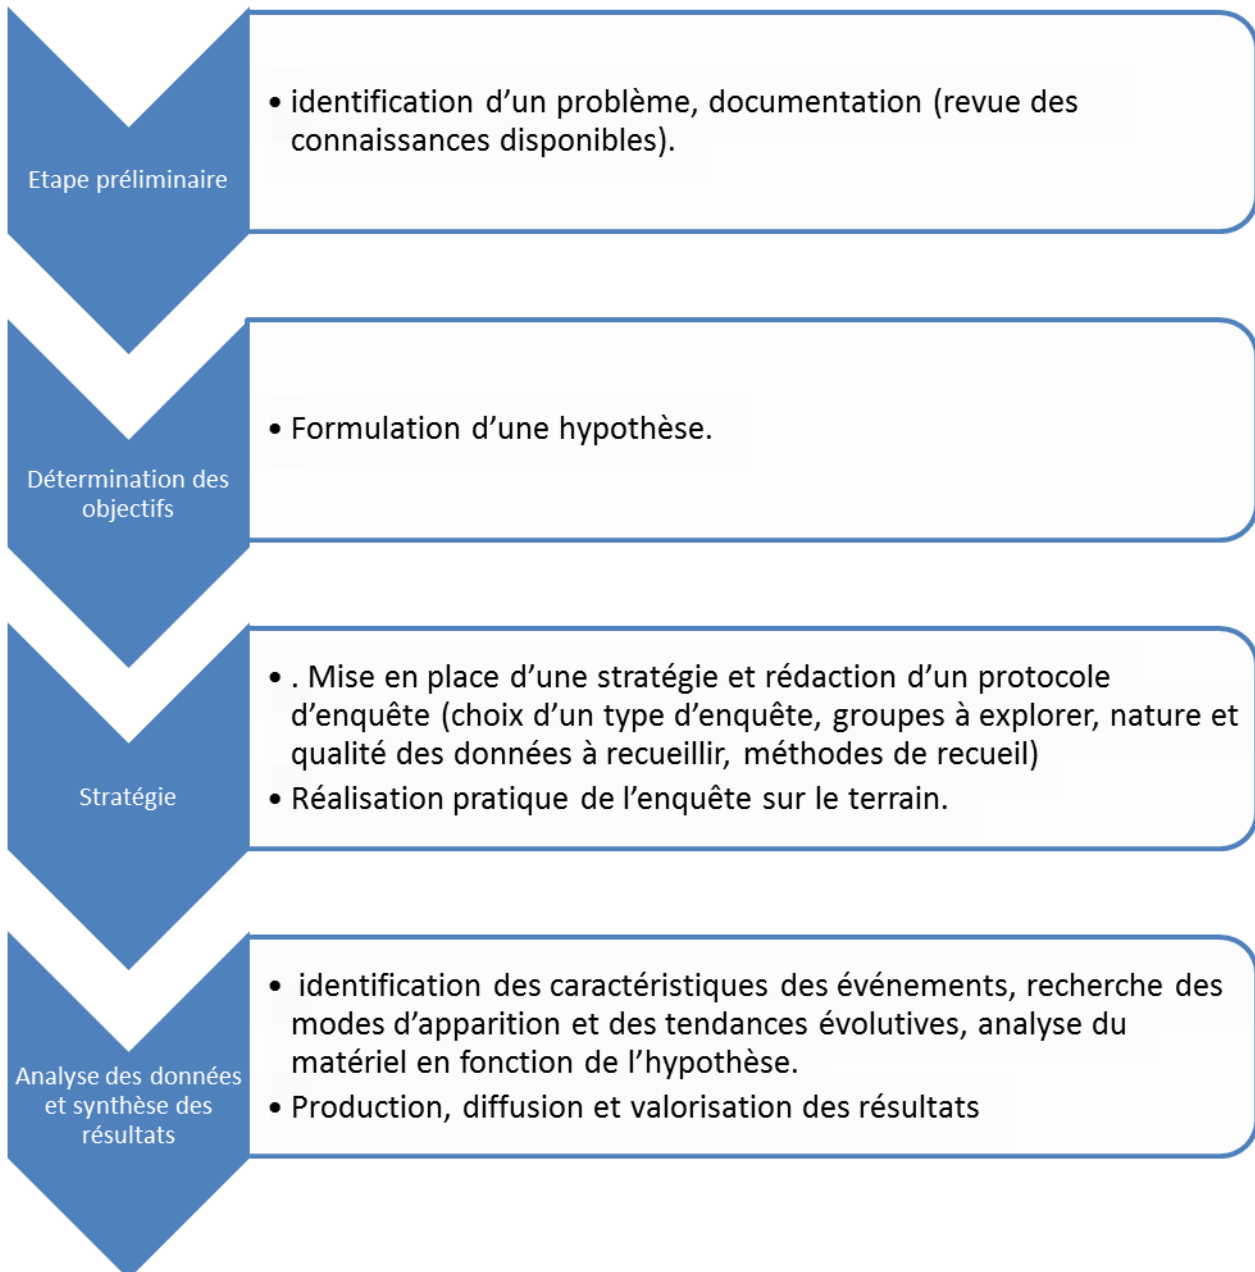 Etape préliminaire
• identification d’un problème, documentation (revue des
connaissances disponibles).
Détermination des
objectifs
• Formulation d’une hypothèse.
Stratégie
• . Mise en place d’une stratégie et rédaction d’un protocole
d’enquête (choix d’un type d’enquête, groupes à explorer, nature et
qualité des données à recueillir, méthodes de recueil)
• Réalisation pratique de l’enquête sur le terrain.
Analyse des données
et synthèse des
résultats
• identification des caractéristiques des événements, recherche des
modes d’apparition et des tendances évolutives, analyse du
matériel en fonction de l’hypothèse.
• Production, diffusion et valorisation des résultats